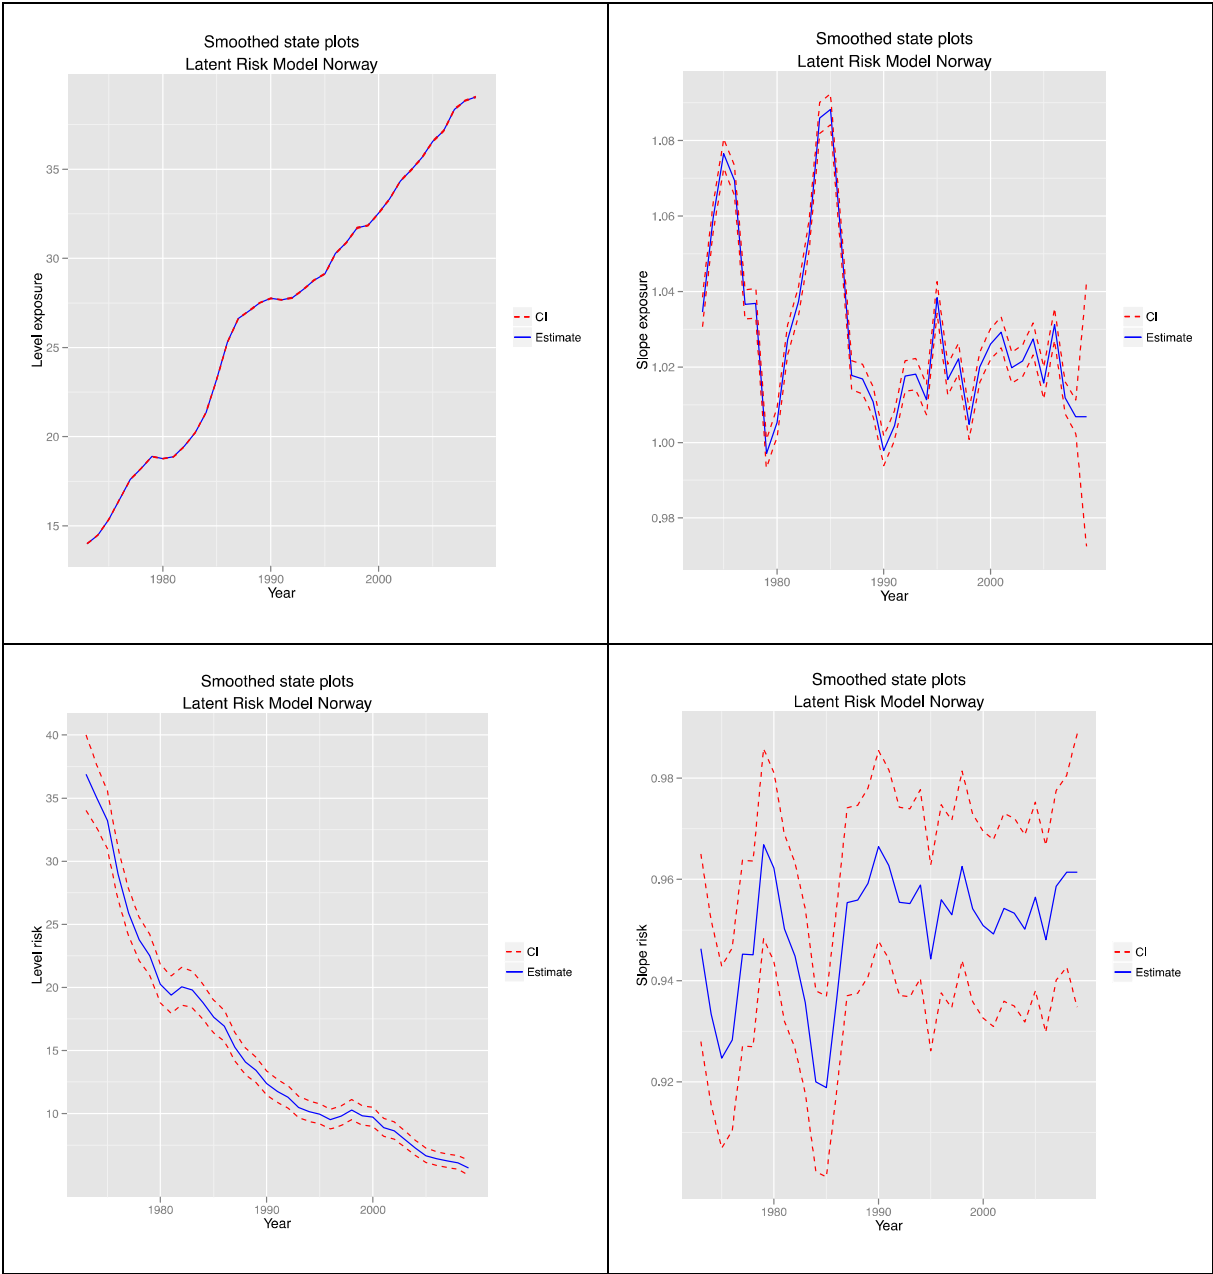 Smoothed state plots
Latent Risk Model Norway
Level exposure
35
30
25
20
15
1980
1990
2000
Year
CI
Estimate
Smoothed state plots
Latent Risk Model Norway
Slope exposure
1.08
1.06
1.04
1.02
1.00
0.98
1980
1990
2000
Year
CI
Estimate
Smoothed state plots
Latent Risk Model Norway
Level risk
40
35
30
25
20
15
10
1980
1990
2000
Year
CI
Estimate
Smoothed state plots
Latent Risk Model Norway
Slope risk
0.98
0.96
0.94
0.92
1980
1990
2000
Year
CI
Estimate